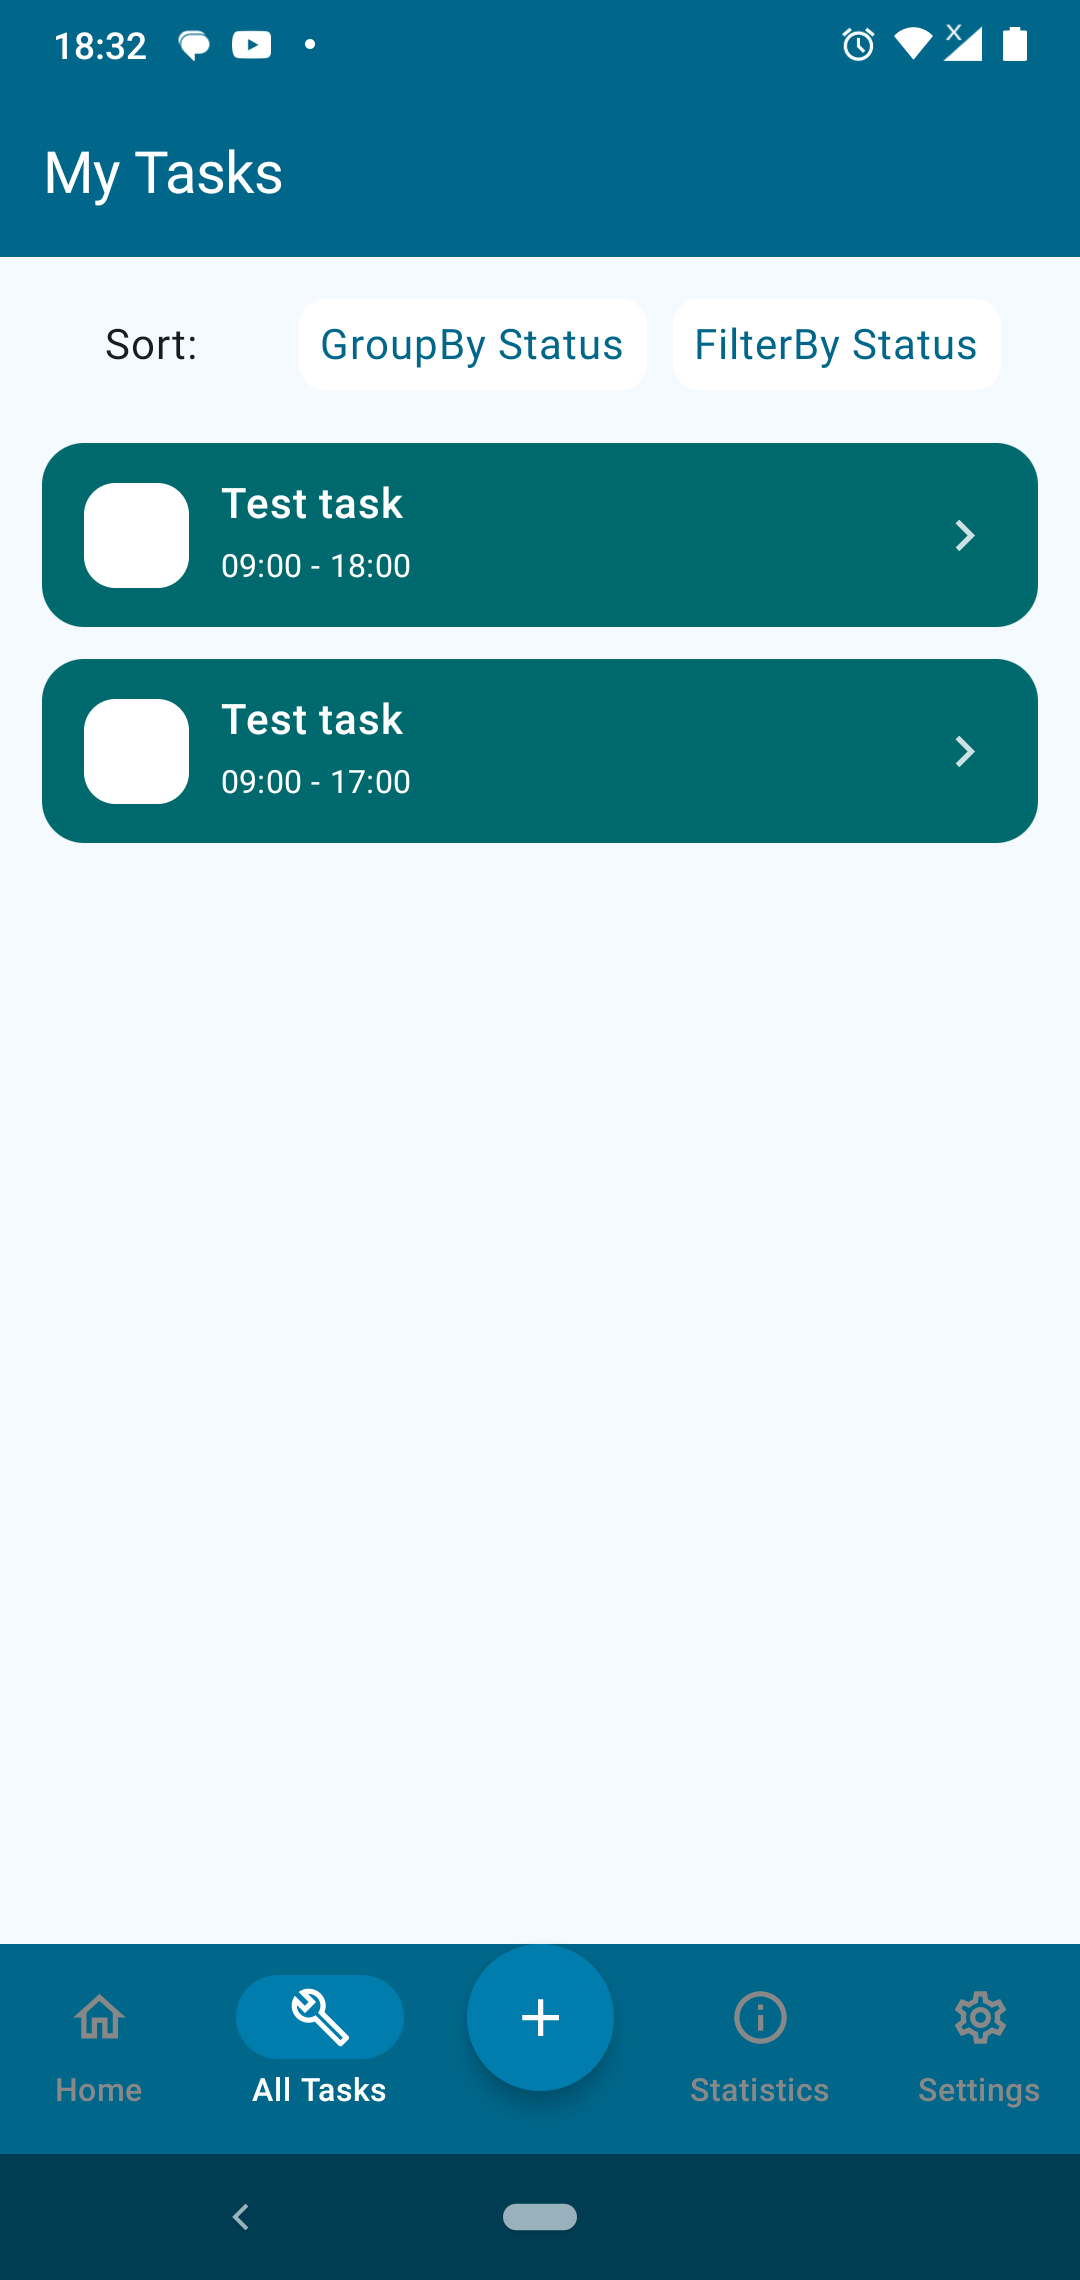 18:32
My Tasks
Sort:
GroupBy Status
FilterBy Status
Test task
09:00 - 18:00
Test task
09:00 - 17:00
Home
All Tasks
Statistics
Settings